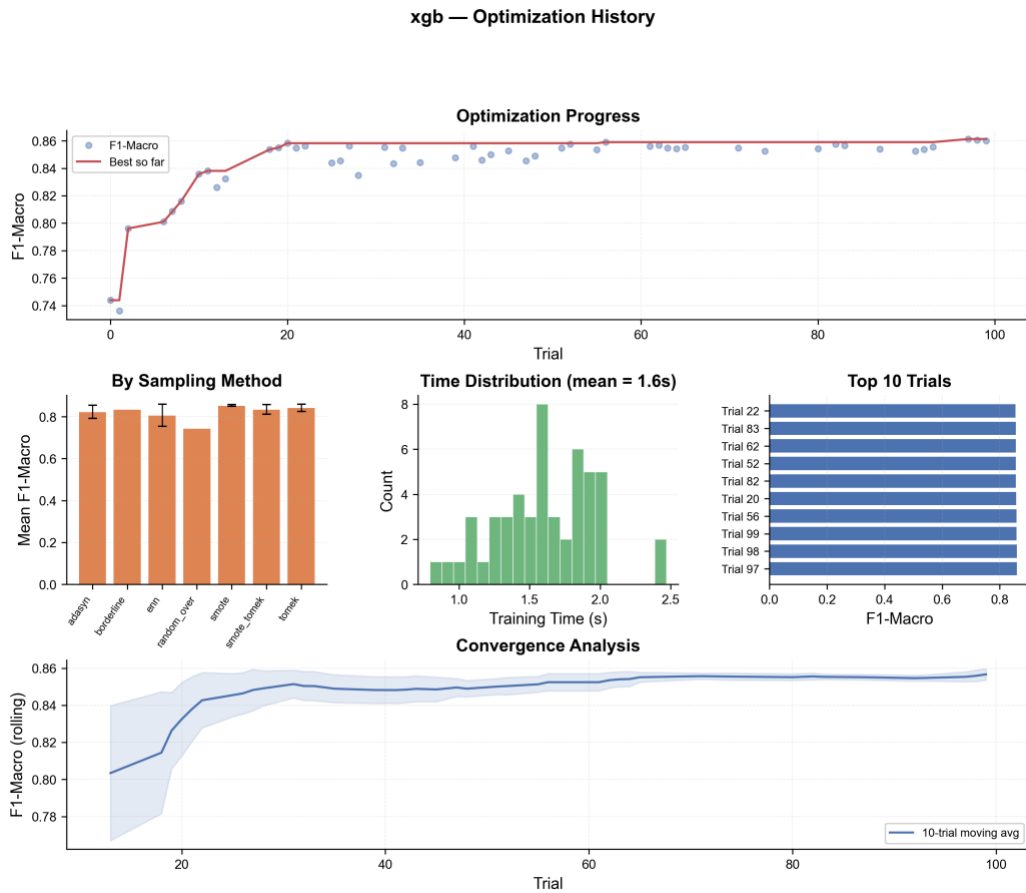 xgb — Optimization History
Optimization Progress
F1-Macro
Best so far
F1-Macro
0.86
0.84
0.82
0.80
0.78
0.76
0.74
0
20
40
60
80
100
Trial
By Sampling Method
Mean F1-Macro
0.8
0.6
0.4
0.2
0.0
adasyn
borderline
enn
random_over
smote
smote_tomek
tomek
Time Distribution (mean = 1.6s)
Count
8
6
4
2
0
1.0
1.5
2.0
2.5
Training Time (s)
Top 10 Trials
Trial 22
Trial 83
Trial 62
Trial 52
Trial 82
Trial 20
Trial 56
Trial 99
Trial 98
Trial 97
0.0
0.2
0.4
0.6
0.8
F1-Macro
Convergence Analysis
F1-Macro (rolling)
0.86
0.84
0.82
0.80
0.78
10-trial moving avg
20
40
60
80
100
Trial